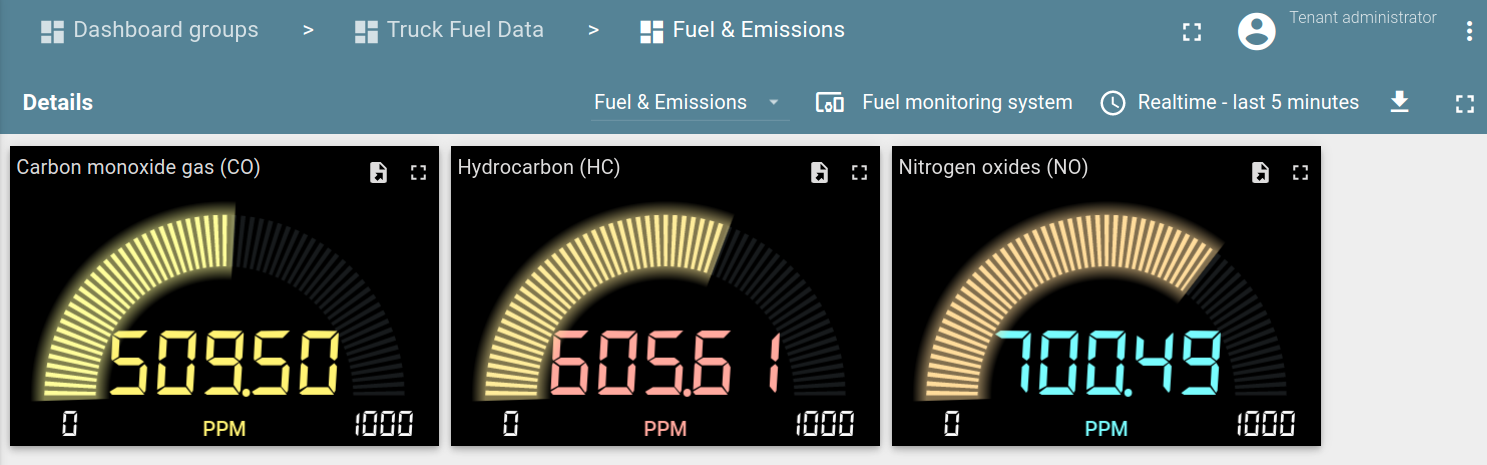 Dashboard groups > Truck Fuel Data > Fuel & Emissions
Tenant administrator
Details
Fuel & Emissions
Fuel monitoring system
Realtime - last 5 minutes
Carbon monoxide gas (CO)
509.50
0
PPM
1000
Hydrocarbon (HC)
605.61
0
PPM
1000
Nitrogen oxides (NO)
700.49
0
PPM
1000